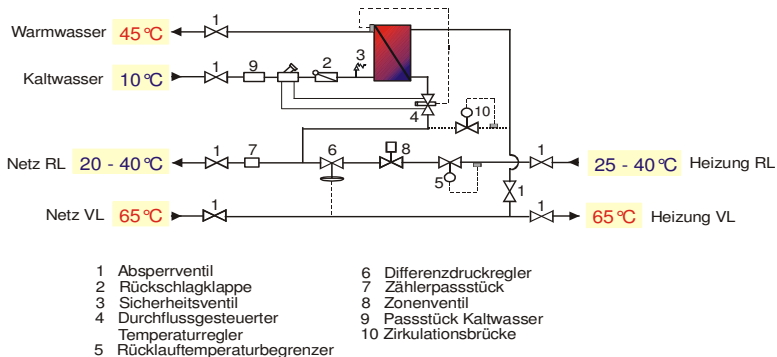 1
Warmwasser 45°C
3
1 9 2
Kaltwasser 10°C
4 10
1 7 6 8 1
Netz RL 20 - 40°C 25 - 40°C Heizung RL
5
1 1 1
Netz VL 65°C 65°C Heizung VL
1 Absperrventil
2 Rückschlagklappe
3 Sicherheitsventil
4 Durchflussgesteuerter
Temperaturregler
5 Rücklauftemperaturbegrenzer
6 Differenzdruckregler
7 Zählerpassstück
8 Zonenventil
9 Passstück Kaltwasser
10 Zirkulationsbrücke